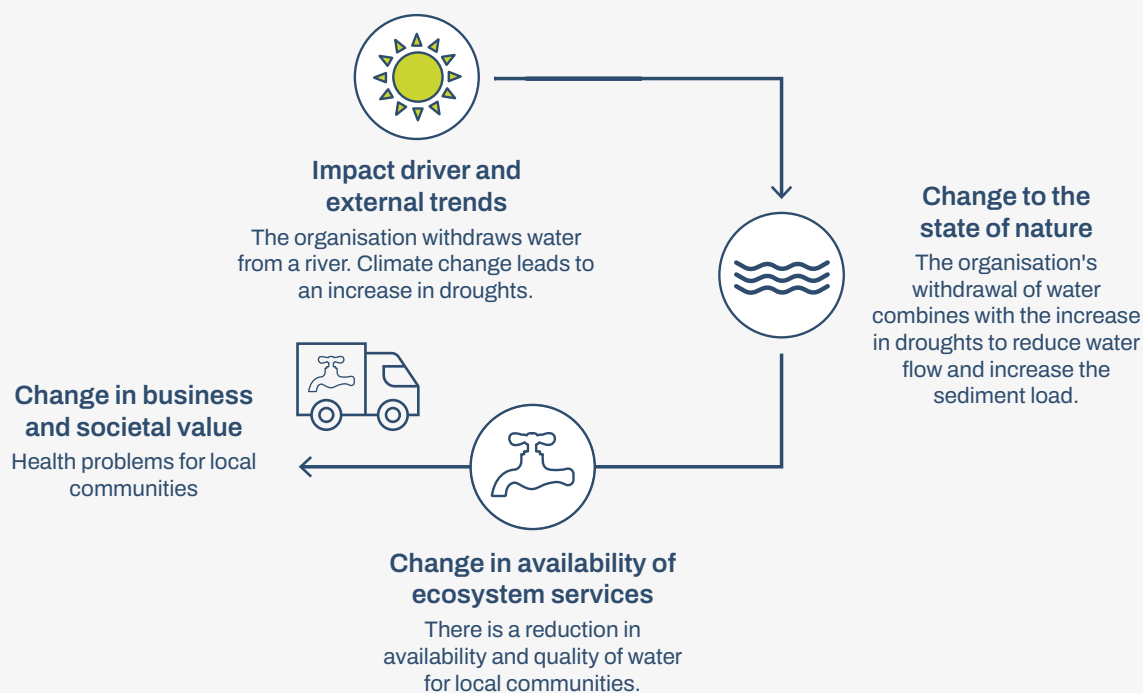 Impact driver and
external trends
The organisation withdraws water
from a river. Climate change leads to
an increase in droughts.
Change to the
state of nature
The organisation's
withdrawal of water
combines with the increase
in droughts to reduce water
flow and increase the
sediment load.
Change in availability of
ecosystem services
There is a reduction in
availability and quality of water
for local communities.
Change in business
and societal value
Health problems for local
communities